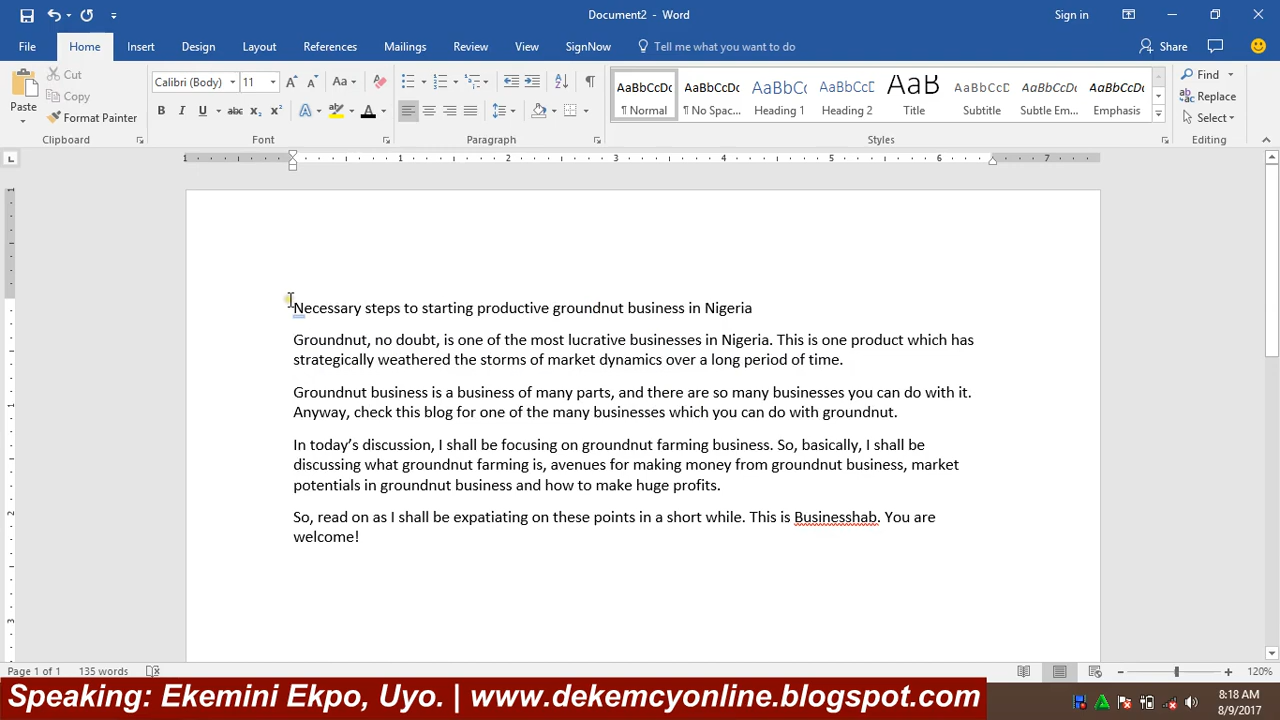 Document2 - Word
Sign in
File Home Insert Design Layout References Mailings Review View SignNow Tell me what you want to do Share
Cut
Copy
Format Painter
Paste
Clipboard
Calibri (Body) 11
Font
Paragraph
AaBbCcDc AaBbCcDc AaBbCc AaBbCcD AaB AaBbCcD AaBbCcDc AaBbCcDc
¶ Normal ¶ No Spac... Heading 1 Heading 2 Title Subtitle Subtle Em... Emphasis
Styles
Find
Replace
Select
Editing
1 1 2 3 4 5 6 7
Necessary steps to starting productive groundnut business in Nigeria
Groundnut, no doubt, is one of the most lucrative businesses in Nigeria. This is one product which has
strategically weathered the storms of market dynamics over a long period of time.
Groundnut business is a business of many parts, and there are so many businesses you can do with it.
Anyway, check this blog for one of the many businesses which you can do with groundnut.
In today’s discussion, I shall be focusing on groundnut farming business. So, basically, I shall be
discussing what groundnut farming is, avenues for making money from groundnut business, market
potentials in groundnut business and how to make huge profits.
So, read on as I shall be expatiating on these points in a short while. This is Businesshab. You are
welcome!
Page 1 of 1 135 words 120%
Speaking: Ekemini Ekpo, Uyo. | www.dekemcyonline.blogspot.com
8:18 AM
8/9/2017